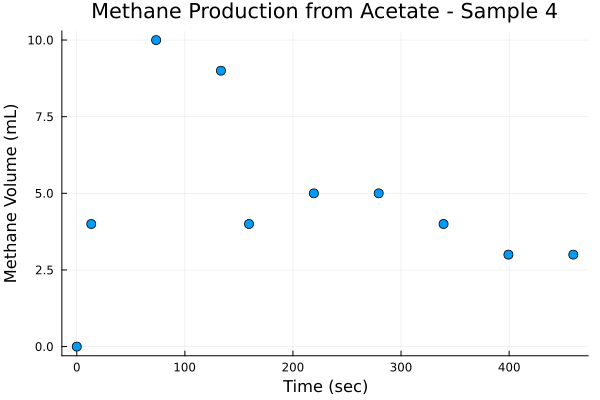 Methane Production from Acetate - Sample 4
10.0
7.5
5.0
2.5
0.0
Methane Volume (mL)
0 100 200 300 400
Time (sec)